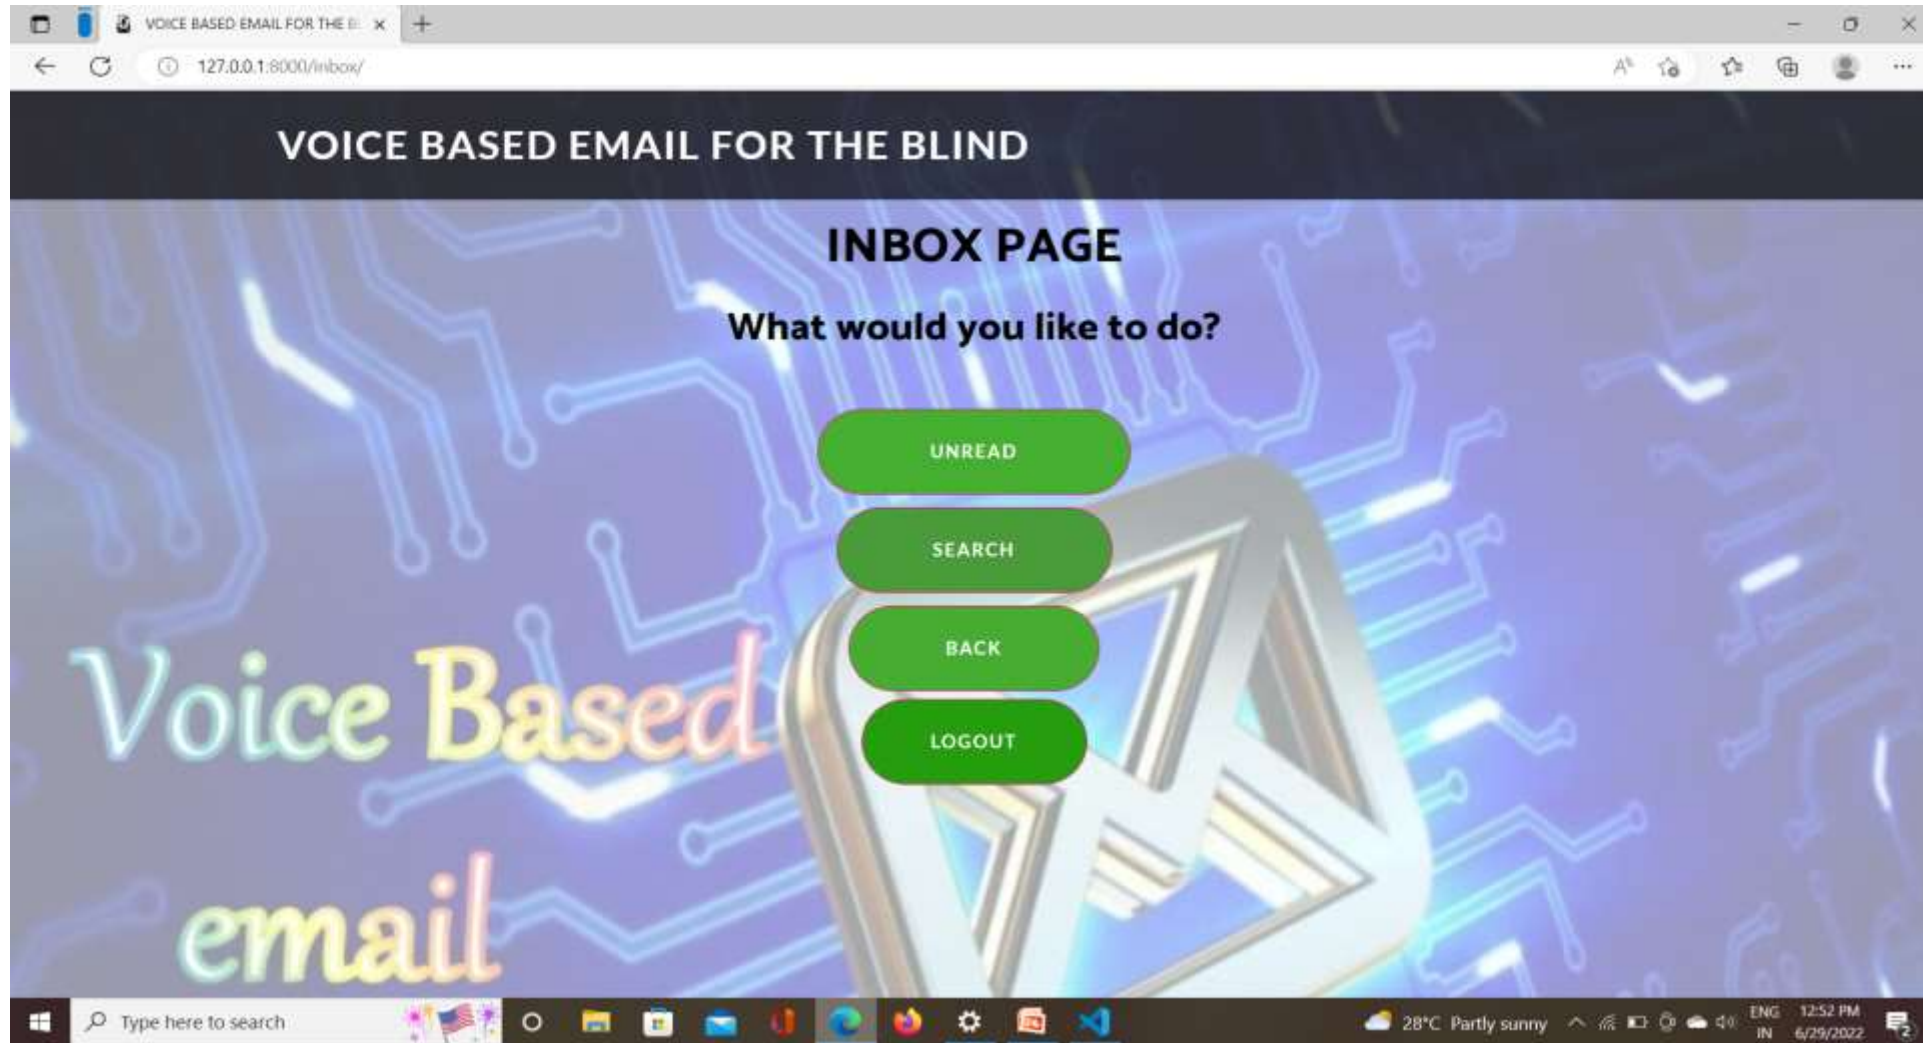 VOICE BASED EMAIL FOR THE B
127.0.0.1:8000/inbox/
VOICE BASED EMAIL FOR THE BLIND
INBOX PAGE
What would you like to do?
UNREAD
SEARCH
BACK
LOGOUT
Voice Based
email
Type here to search
28°C Partly sunny
ENG 12:52 PM
IN 6/29/2022
2